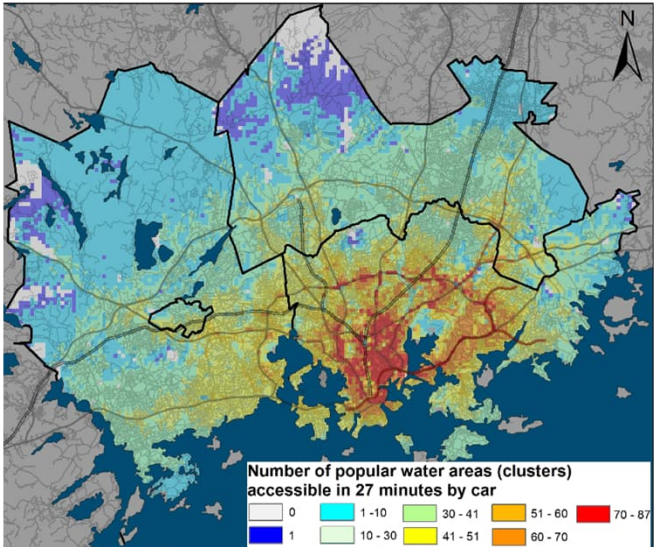 N
Number of popular water areas (clusters)
accessible in 27 minutes by car
0
1 -10
30 - 41
51 - 60
70 - 87
1
10 - 30
41 - 51
60 - 70